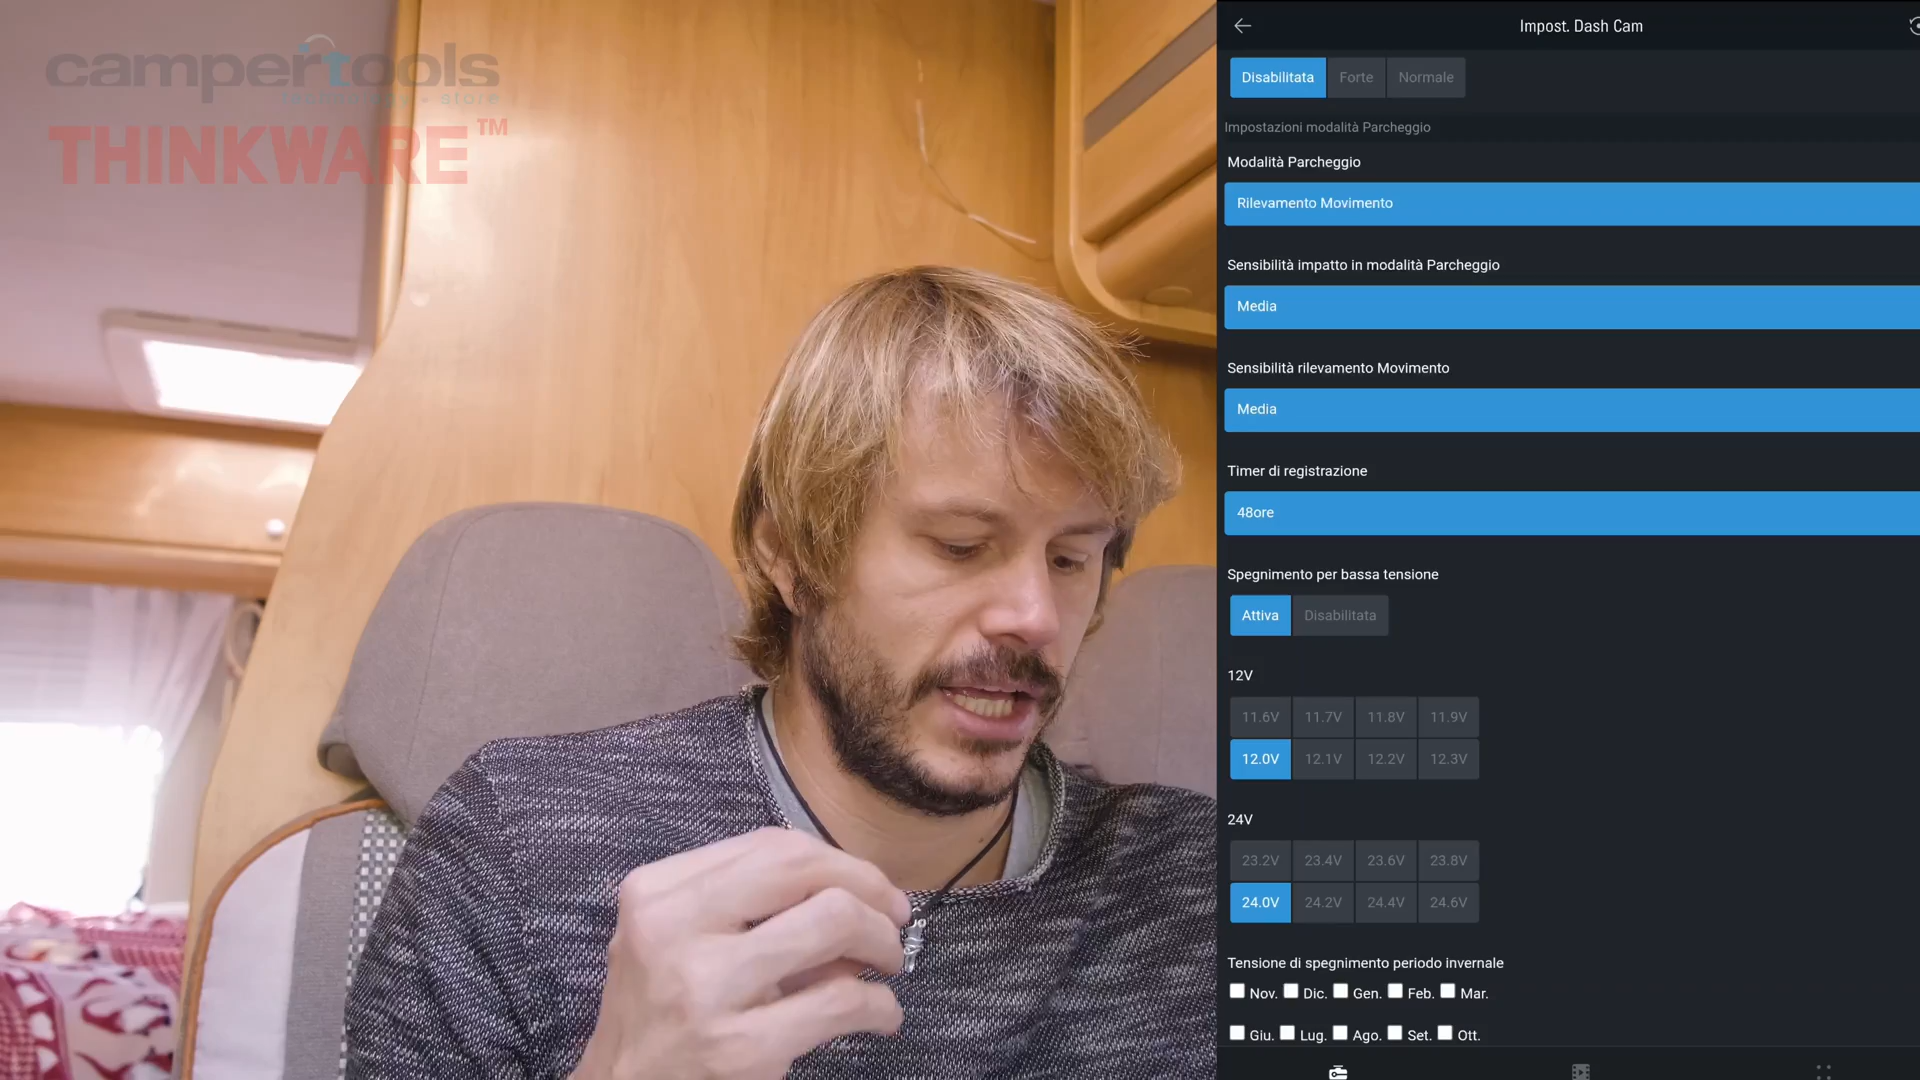 campertools
technology - store
THINKWARE™
Impost. Dash Cam
Disabilitata Forte Normale
Impostazioni modalità Parcheggio
Modalità Parcheggio
Rilevamento Movimento
Sensibilità impatto in modalità Parcheggio
Media
Sensibilità rilevamento Movimento
Media
Timer di registrazione
48ore
Spegnimento per bassa tensione
Attiva Disabilitata
12V
11.6V 11.7V 11.8V 11.9V
12.0V 12.1V 12.2V 12.3V
24V
23.2V 23.4V 23.6V 23.8V
24.0V 24.2V 24.4V 24.6V
Tensione di spegnimento periodo invernale
Nov. Dic. Gen. Feb. Mar.
Giu. Lug. Ago. Set. Ott.